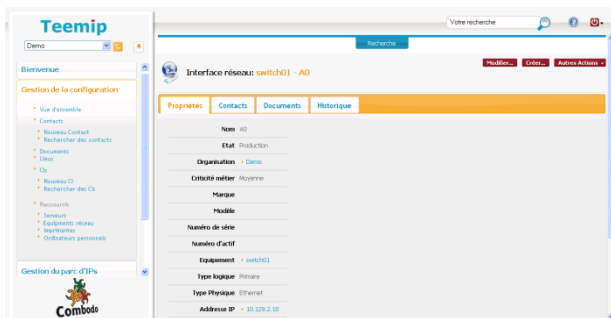 Teemip
Demo
Votre recherche
Recherche
Bienvenue
Gestion de la configuration
Vue d'ensemble
Contacts
Nouveau Contact
Rechercher des contacts
Documents
Lieux
CIs
Nouveau CI
Rechercher des CIs
Raccourcis
Serveurs
Equipments réseau
Imprimantes
Ordinateurs personnels
Gestion du parc d'IPs
Combodo
Interface réseau: switch01 - A0
Modifier... Créer... Autres Actions
Propriétés Contacts Documents Historique
Nom A0
Etat Production
Organisation Demo
Criticité métier Moyenne
Marque
Modèle
Numéro de série
Numéro d'actif
Equipement switch01
Type logique Primaire
Type Physique Ethernet
Addresse IP 10.129.2.10